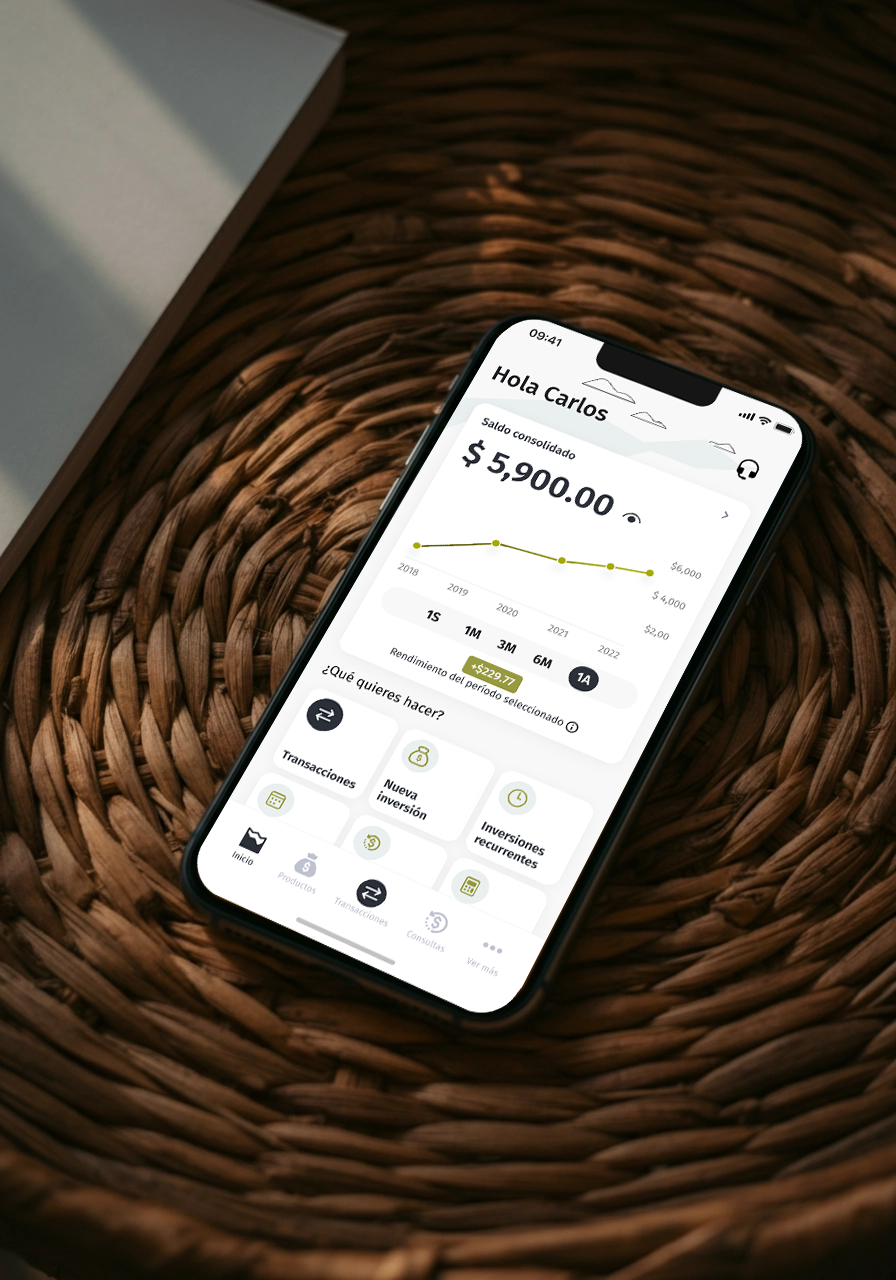 09:41
Hola Carlos
Saldo consolidado
$ 5,900.00
$6,000
$ 4,000
$2,00
2018
2019
2020
2021
2022
1S
1M
3M
6M
1A
+$229.77
Rendimiento del período seleccionado
¿Qué quieres hacer?
Transacciones
Nueva
inversión
Inversiones
recurrentes
Inicio
Productos
Transacciones
Consultas
Ver más